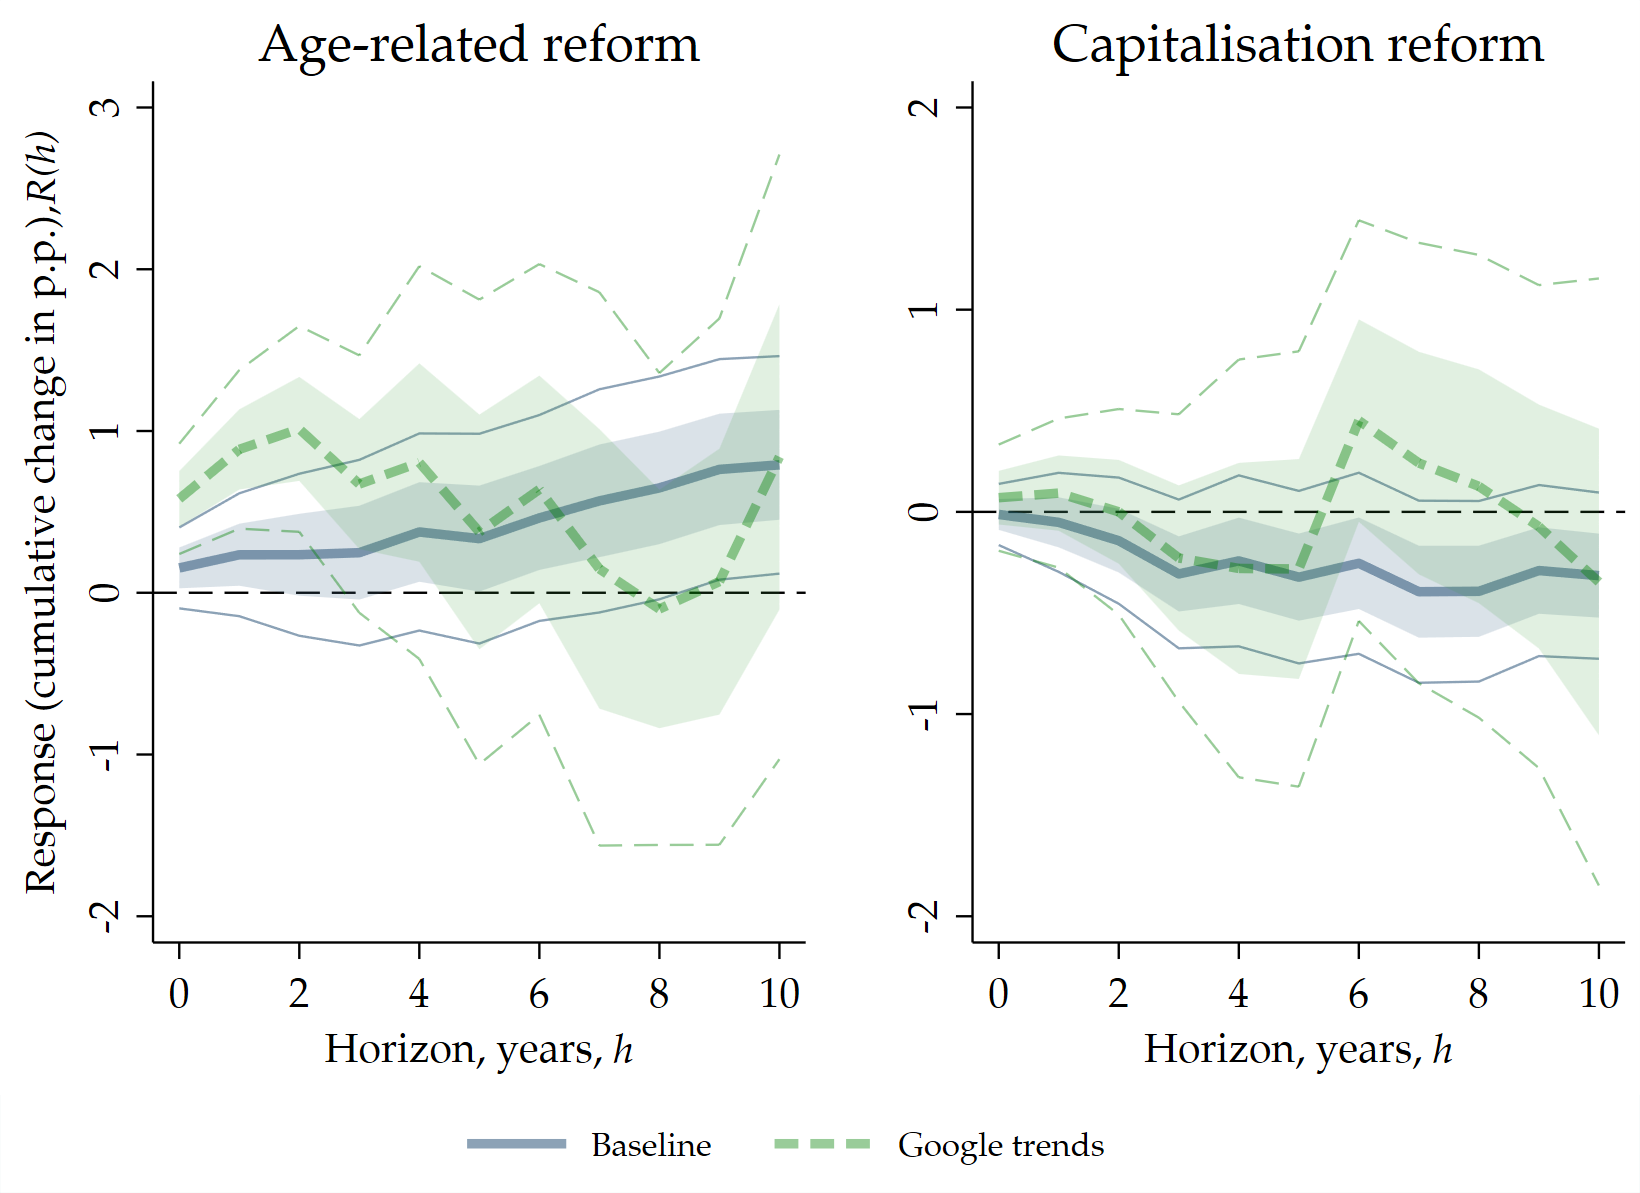 Age-related reform
Capitalisation reform
Response (cumulative change in p.p.),R(h)
3
2
1
0
-1
-2
0 2 4 6 8 10
Horizon, years, h
2
1
0
-1
-2
0 2 4 6 8 10
Horizon, years, h
Baseline
Google trends